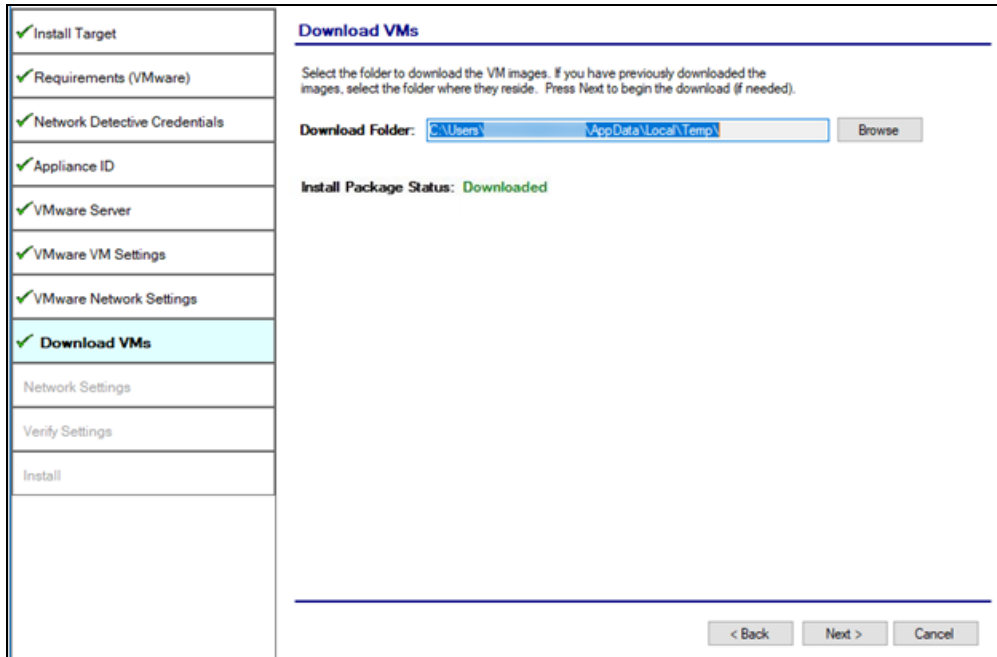 Install Target
Requirements (VMware)
Network Detective Credentials
Appliance ID
VMware Server
VMware VM Settings
VMware Network Settings
Download VMs
Network Settings
Verify Settings
Install
Download VMs
Select the folder to download the VM images. If you have previously downloaded the
images, select the folder where they reside. Press Next to begin the download (if needed).
Download Folder: C:\Users\ \AppData\Local\Temp\ Browse
Install Package Status: Downloaded
< Back Next > Cancel